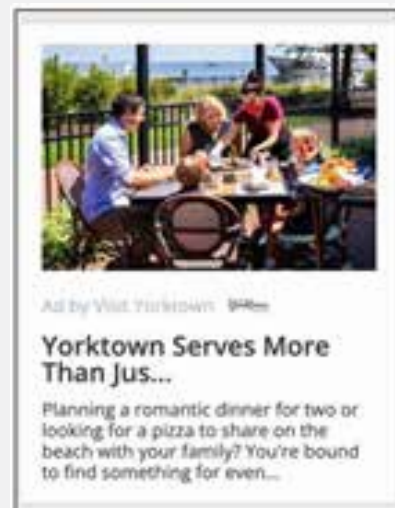 Ad by Visit Yorktown
Yorktown Serves More
Than Jus...
Planning a romantic dinner for two or
looking for a pizza to share on the
beach with your family? You're bound
to find something for even...